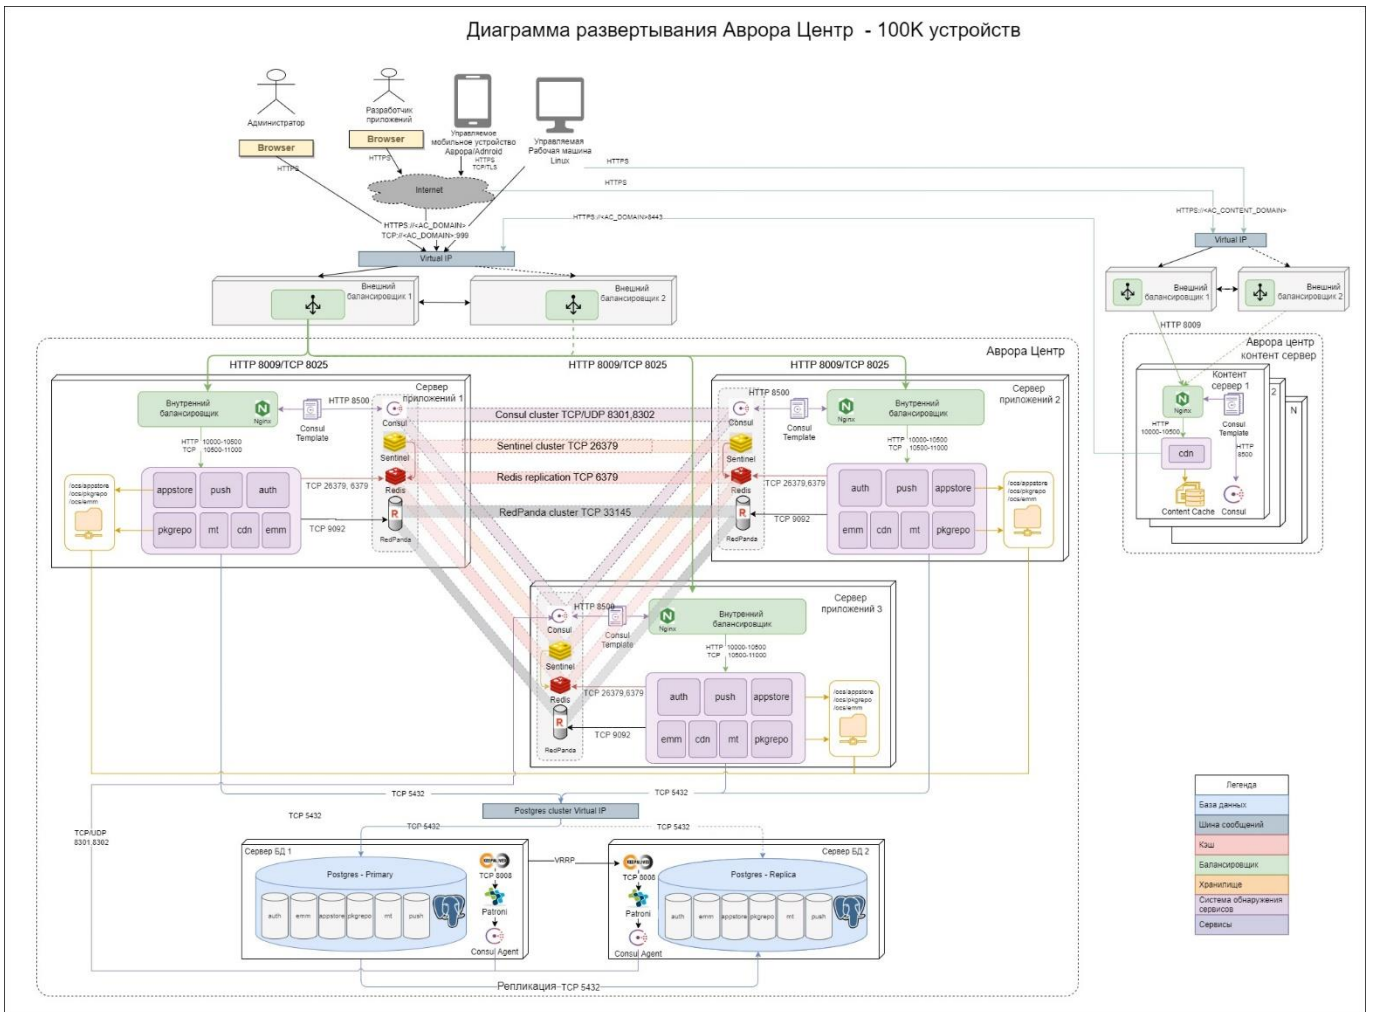 Диаграмма развертывания Аврора Центр - 100K устройств
Администратор
Browser
HTTPS
Разработчик
приложений
Browser
HTTPS
Управляемое
мобильное устройство
Аврора/Adnroid
HTTPS
TCP/TLS
Управляемая
Рабочая машина
Linux
HTTPS
HTTPS
Internet
HTTPS://<AC_DOMAIN>
TCP://<AC_DOMAIN>:999
HTTPS://<AC_DOMAIN>8443
HTTPS://<AC_CONTENT_DOMAIN>
Virtual IP
Virtual IP
Внешний
балансировщик 1
Внешний
балансировщик 2
Внешний
балансировщик 1
Внешний
балансировщик 2
HTTP 8009
Аврора Центр
HTTP 8009/TCP 8025
HTTP 8009/TCP 8025
HTTP 8009/TCP 8025
Аврора центр
контент сервер
Контент
сервер 1
2
N
Nginx
Consul
Template
HTTP
10000-10500
HTTP
8500
cdn
Content Cache
Consul
Сервер
приложений 1
Внутренний
балансировщик
Nginx
HTTP 8500
Consul
Template
Consul
HTTP 10000-10500
TCP 10500-11000
Sentinel
Redis
RedPanda
/ocs/appstore
/ocs/pkgrepo
/ocs/emm
appstore
push
auth
pkgrepo
mt
cdn
emm
TCP 26379, 6379
TCP 9092
Consul cluster TCP/UDP 8301,8302
Sentinel cluster TCP 26379
Redis replication TCP 6379
RedPanda cluster TCP 33145
Сервер
приложений 2
Consul
HTTP 8500
Consul
Template
Nginx
Внутренний
балансировщик
HTTP 10000-10500
TCP 10500-11000
Sentinel
Redis
RedPanda
TCP 26379,6379
TCP 9092
auth
push
appstore
emm
cdn
mt
pkgrepo
/ocs/appstore
/ocs/pkgrepo
/ocs/emm
Сервер
приложений 3
HTTP 8500
Consul
Consul
Template
Nginx
Внутренний
балансировщик
HTTP 10000-10500
TCP 10500-11000
Sentinel
Redis
RedPanda
TCP 26379,6379
TCP 9092
auth
push
appstore
emm
cdn
mt
pkgrepo
/ocs/appstore
/ocs/pkgrepo
/ocs/emm
TCP 5432
TCP 5432
Postgres cluster Virtual IP
TCP 5432
TCP 5432
TCP 5432
TCP/UDP
8301,8302
Сервер БД 1
Postgres - Primary
auth
emm
appstore
pkgrepo
mt
push
TCP 8008
Patroni
Consul Agent
VRRP
Сервер БД 2
TCP 8008
Patroni
Consul Agent
Postgres - Replica
auth
emm
appstore
pkgrepo
mt
push
Репликация TCP 5432
Легенда
База данных
Шина сообщений
Кэш
Балансировщик
Хранилище
Система обнаружения
сервисов
Сервисы